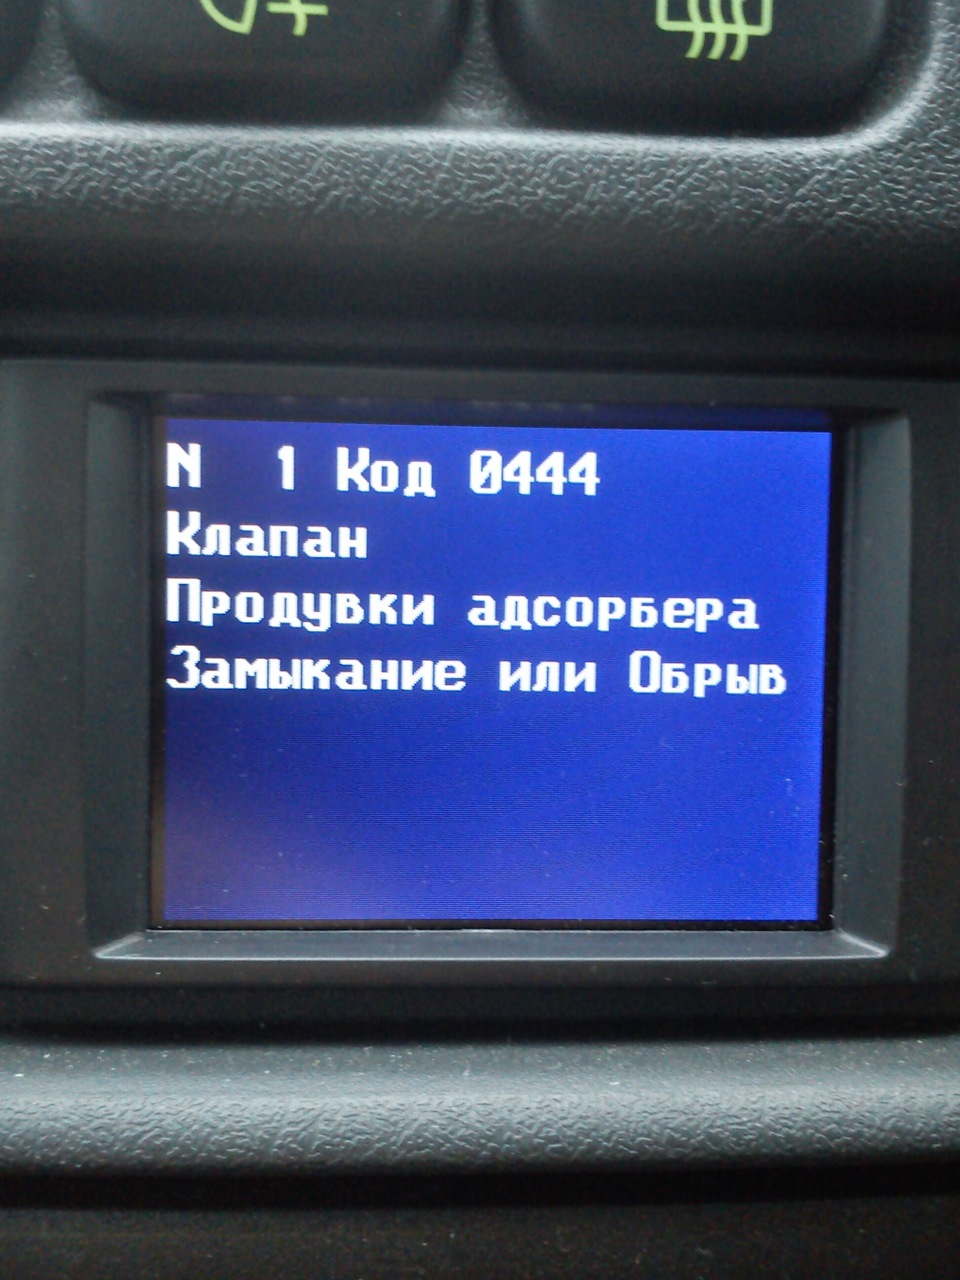 N 1 Код 0444
Клапан
Продувки адсорбера
Замыкание или Обрыв